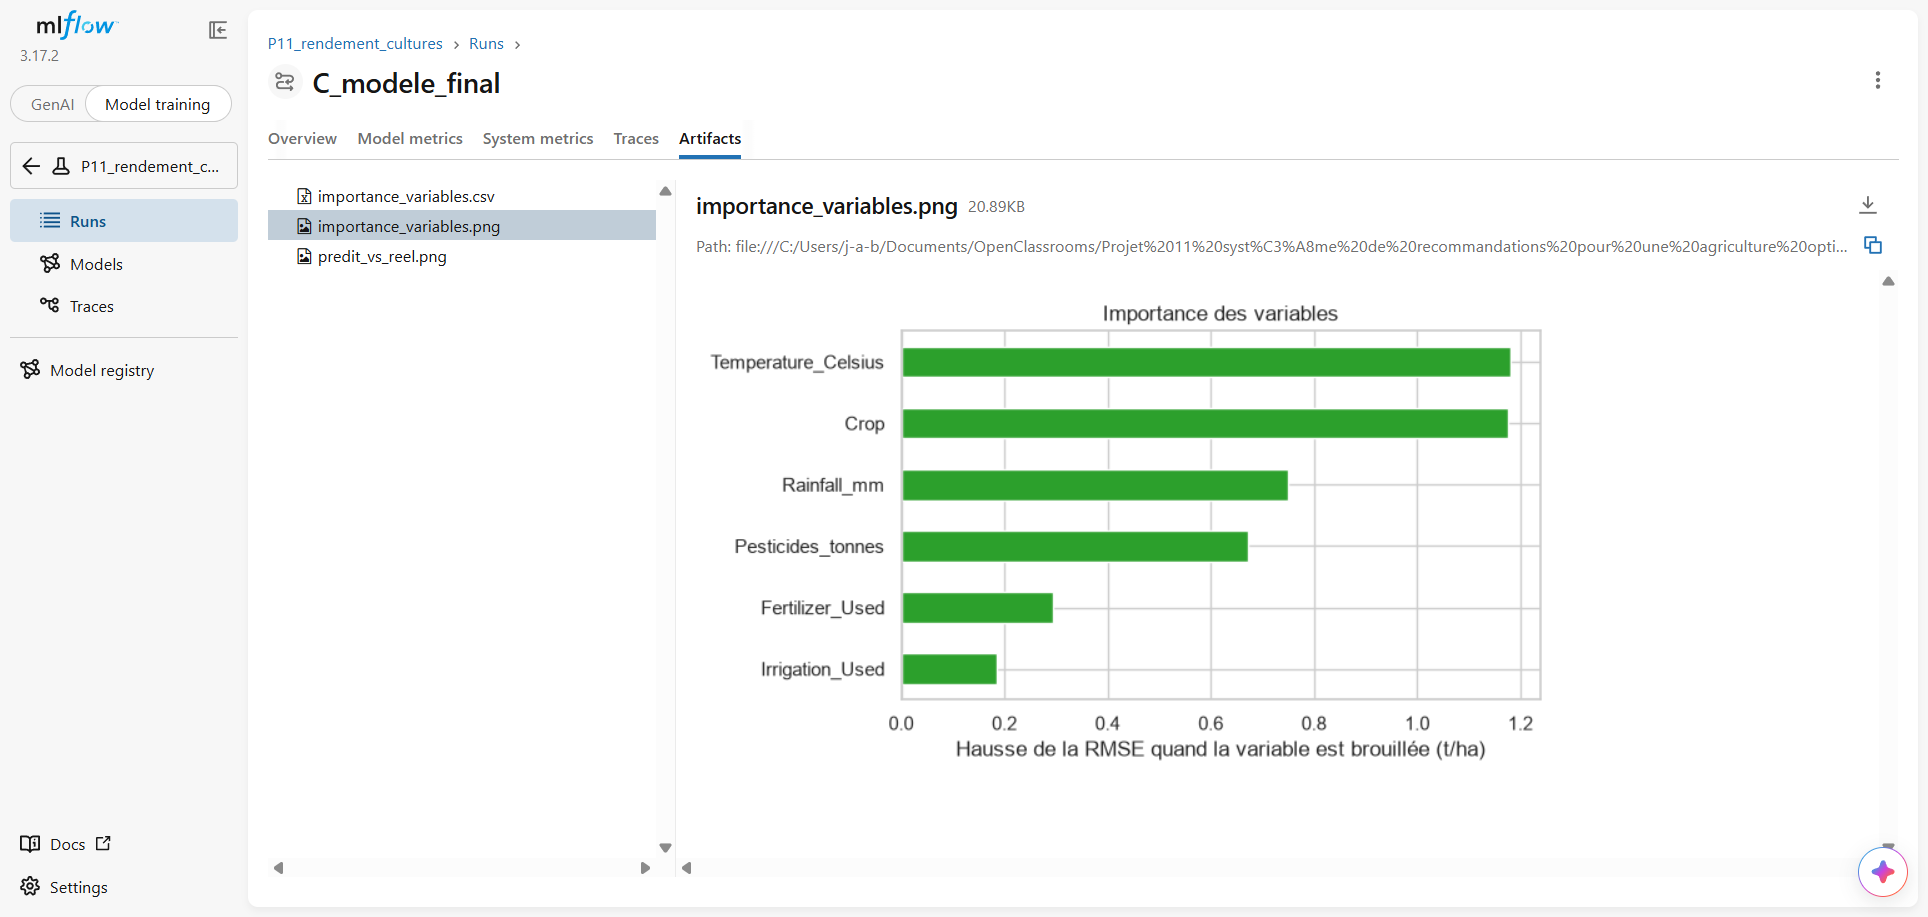 mlflow
3.17.2
GenAI
Model training
P11_rendement_c...
Runs
Models
Traces
Model registry
Docs
Settings
P11_rendement_cultures > Runs >
C_modele_final
Overview
Model metrics
System metrics
Traces
Artifacts
importance_variables.csv
importance_variables.png
predit_vs_reel.png
importance_variables.png 20.89KB
Path: file:///C:/Users/j-a-b/Documents/OpenClassrooms/Projet%2011%20syst%C3%A8me%20de%20recommandations%20pour%20une%20agriculture%20opti...
Importance des variables
Temperature_Celsius
Crop
Rainfall_mm
Pesticides_tonnes
Fertilizer_Used
Irrigation_Used
0.0 0.2 0.4 0.6 0.8 1.0 1.2
Hausse de la RMSE quand la variable est brouillée (t/ha)